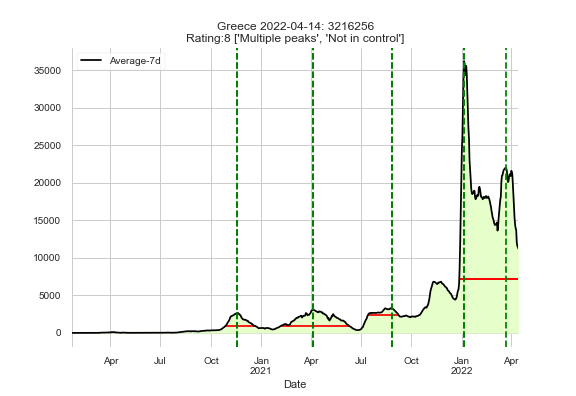 Greece 2022-04-14: 3216256
Rating:8 ['Multiple peaks', 'Not in control']
Average-7d
35000
30000
25000
20000
15000
10000
5000
0
Apr Jul Oct Jan Apr Jul Oct Jan Apr
2021 2022
Date